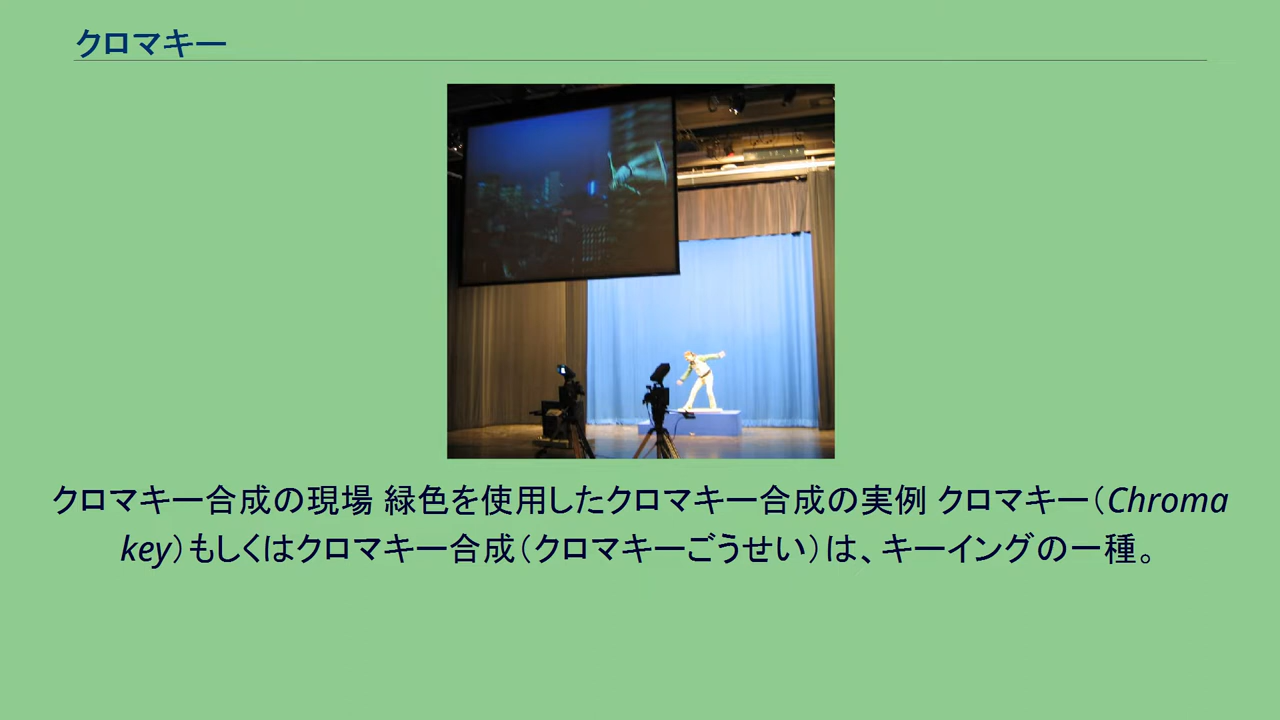 クロマキー
クロマキー合成の現場 緑色を使用したクロマキー合成の実例 クロマキー（Chroma
key）もしくはクロマキー合成（クロマキーごうせい）は、キーイングの一種。